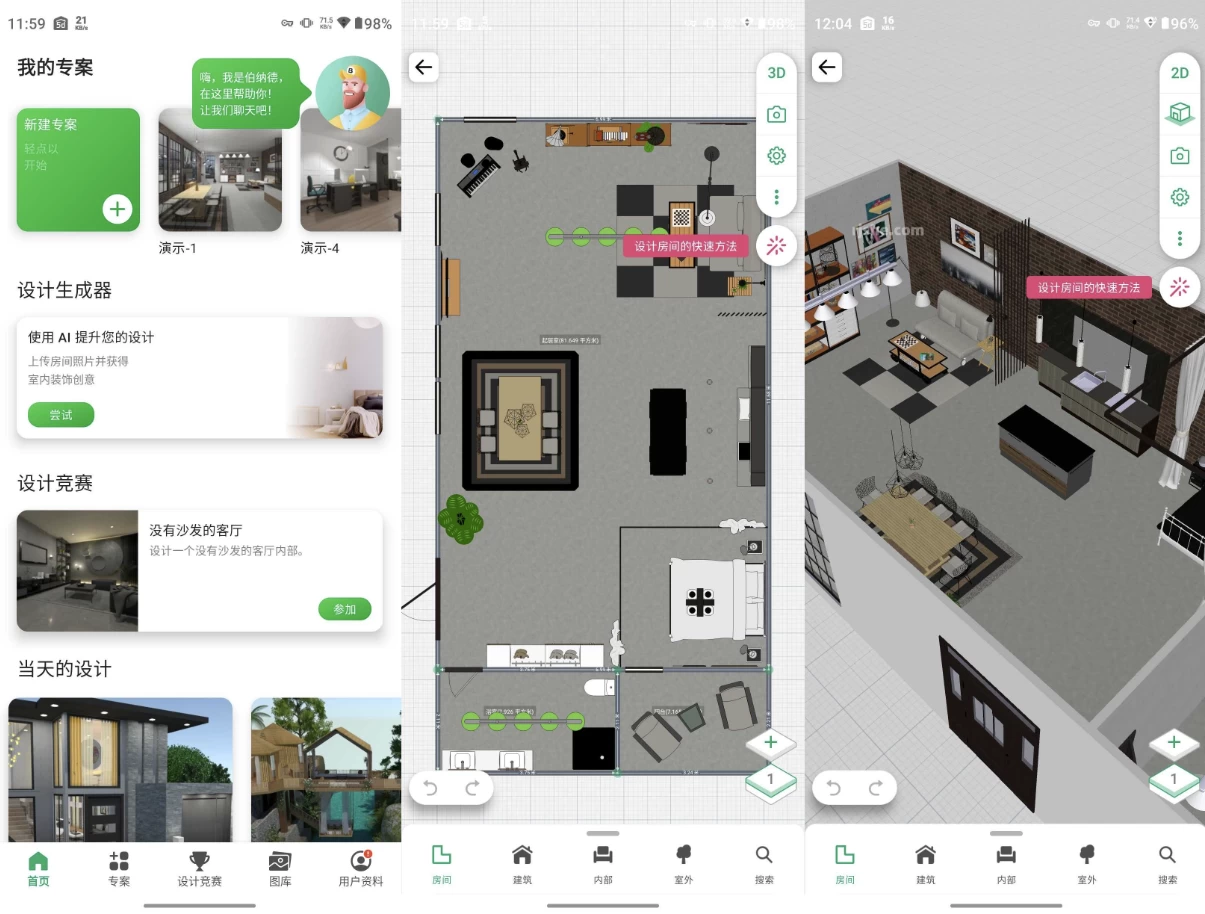 11:59
21
KB/s
71.5
KB/s
98%
我的专案
嗨，我是伯纳德，
在这里帮助你！
让我们聊天吧！
新建专案
轻点以
开始
演示-1
演示-4
设计生成器
使用 AI 提升您的设计
上传房间照片并获得
室内装饰创意
尝试
设计竞赛
没有沙发的客厅
设计一个没有沙发的客厅内部。
参加
当天的设计
首页
专案
设计竞赛
图库
用户资料
11:59
98%
3D
设计房间的快速方法
1
房间
建筑
内部
室外
搜索
12:04
16
KB/s
96%
2D
设计房间的快速方法
1
房间
建筑
内部
室外
搜索